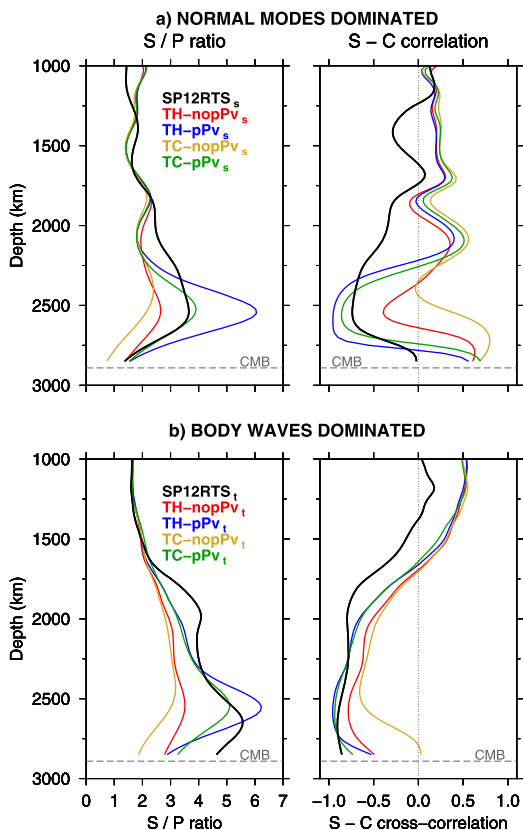 a) NORMAL MODES DOMINATED
S / P ratio
S − C correlation
1000
1500
2000
2500
3000
Depth (km)
SP12RTSs
TH−nopPvs
TH−pPvs
TC−nopPvs
TC−pPvs
CMB
CMB
b) BODY WAVES DOMINATED
1000
1500
2000
2500
3000
Depth (km)
SP12RTSt
TH−nopPvt
TH−pPvt
TC−nopPvt
TC−pPvt
CMB
CMB
0 1 2 3 4 5 6 7
−1.0 −0.5 0.0 0.5 1.0
S / P ratio
S − C cross−correlation